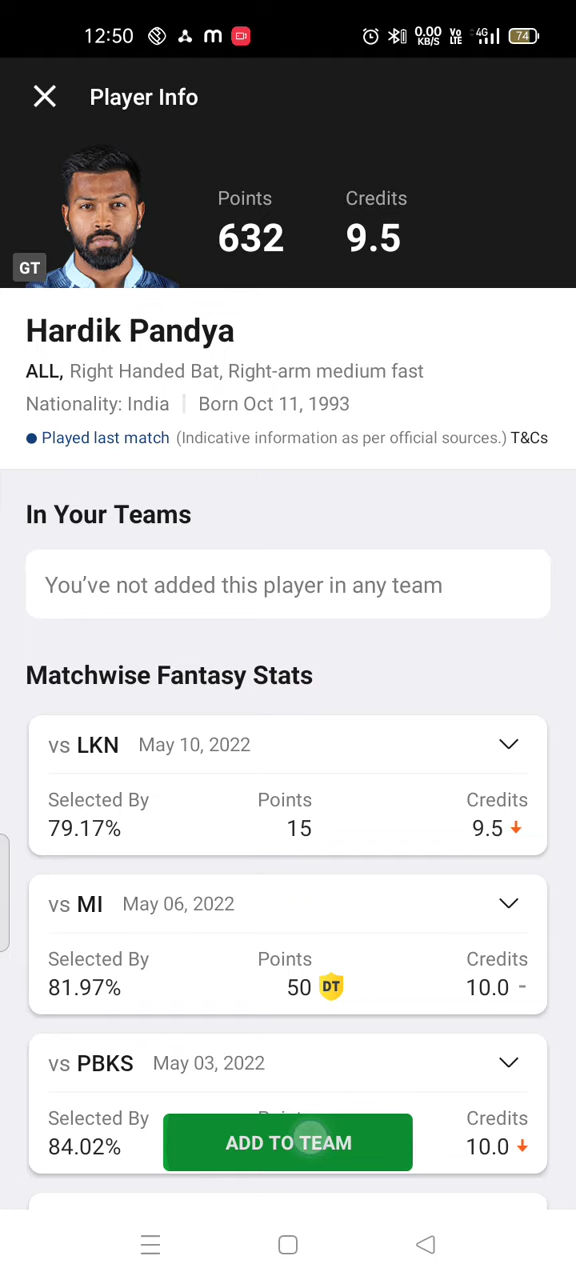 12:50 m 0.00 KB/S Vo LTE 4G 74
Player Info
Points Credits
632 9.5
GT
Hardik Pandya
ALL, Right Handed Bat, Right-arm medium fast
Nationality: India | Born Oct 11, 1993
Played last match (Indicative information as per official sources.) T&Cs
In Your Teams
You’ve not added this player in any team
Matchwise Fantasy Stats
vs LKN May 10, 2022
Selected By Points Credits
79.17% 15 9.5
vs MI May 06, 2022
Selected By Points Credits
81.97% 50 DT 10.0 -
vs PBKS May 03, 2022
Selected By Credits
84.02% 10.0
ADD TO TEAM